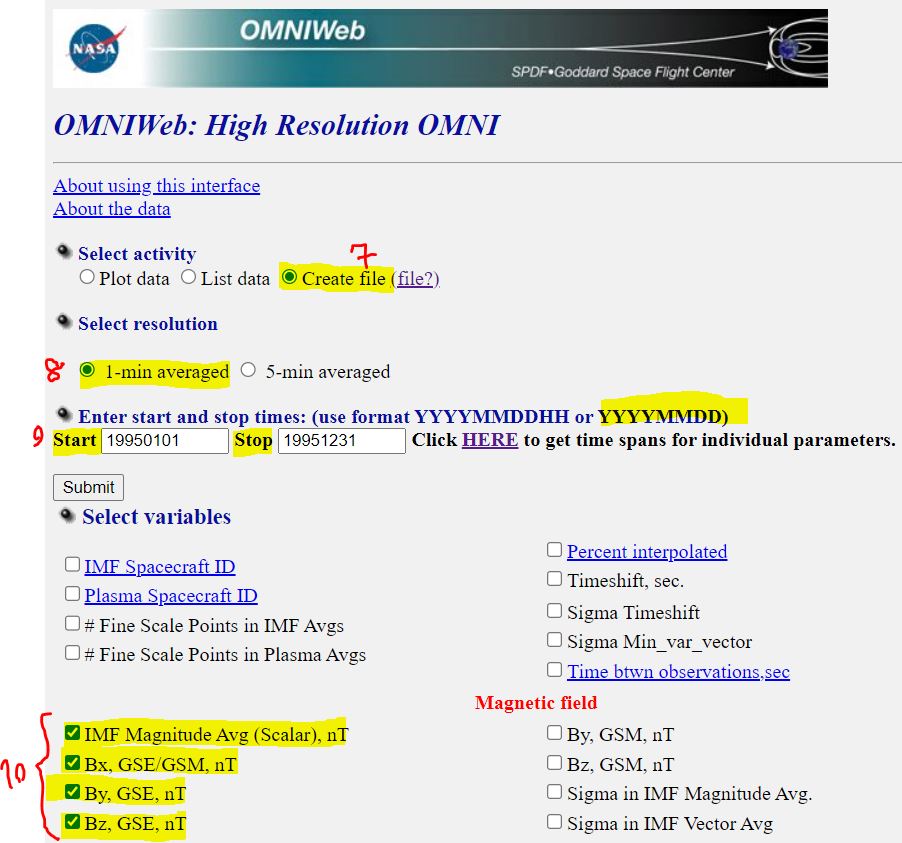 NASA
OMNIWeb
SPDF•Goddard Space Flight Center
OMNIWeb: High Resolution OMNI
About using this interface
About the data
7
Select activity
Plot data List data Create file (file?)
Select resolution
8 1-min averaged 5-min averaged
Enter start and stop times: (use format YYYYMMDDHH or YYYYMMDD)
9 Start 19950101 Stop 19951231 Click HERE to get time spans for individual parameters.
Submit
Select variables
IMF Spacecraft ID
Plasma Spacecraft ID
# Fine Scale Points in IMF Avgs
# Fine Scale Points in Plasma Avgs
Percent interpolated
Timeshift, sec.
Sigma Timeshift
Sigma Min_var_vector
Time btwn observations,sec
Magnetic field
10
IMF Magnitude Avg (Scalar), nT
Bx, GSE/GSM, nT
By, GSE, nT
Bz, GSE, nT
By, GSM, nT
Bz, GSM, nT
Sigma in IMF Magnitude Avg.
Sigma in IMF Vector Avg